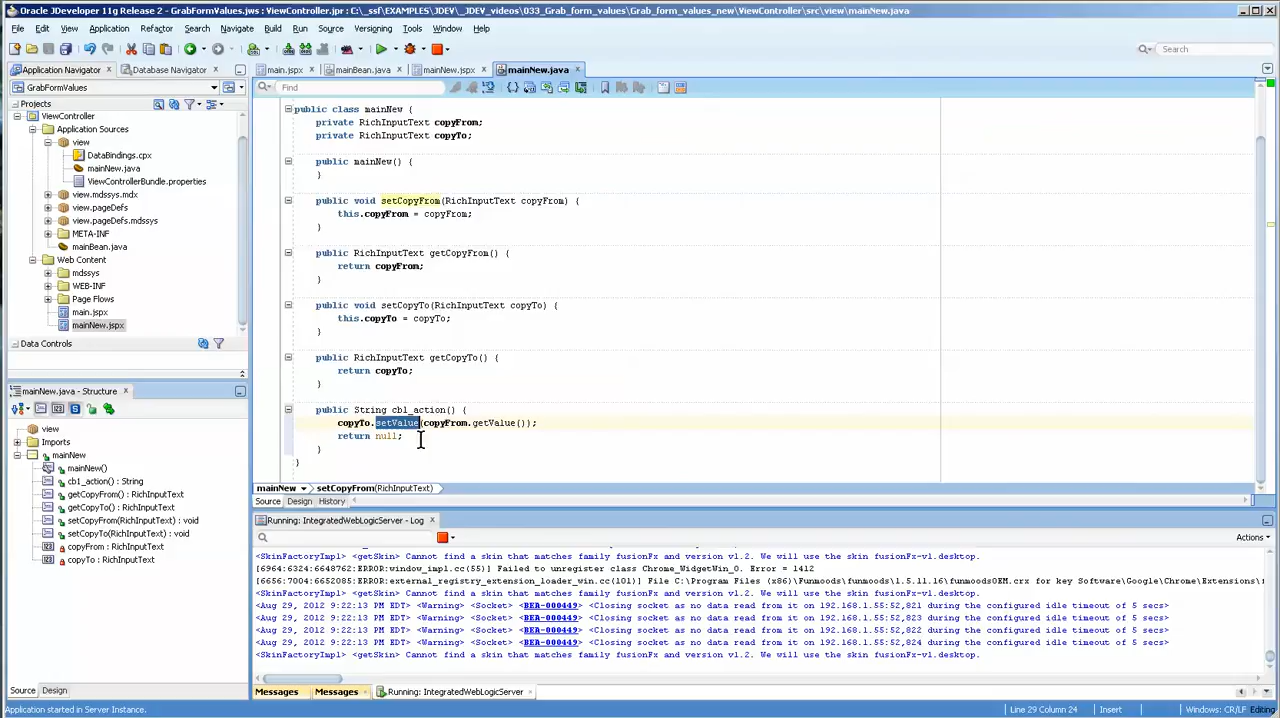 Oracle JDeveloper 11g Release 2 - GrabFormValues.jws : ViewController.jpr : C:\_ssf\EXAMPLES\JDEV\_JDEV_videos\033_Grab_form_values\Grab_form_values_new\ViewController\src\view\mainNew.java
File Edit View Application Refactor Search Navigate Build Run Source Versioning Tools Window Help
Search
Application Navigator Database Navigator
main.jspx mainBean.java mainNew.jspx mainNew.java
GrabFormValues
Find
Projects
ViewController
Application Sources
view
DataBindings.cpx
mainNew.java
ViewControllerBundle.properties
view.mdssys.mdx
view.pageDefs
view.pageDefs.mdssys
META-INF
mainBean.java
Web Content
mdssys
WEB-INF
Page Flows
main.jspx
mainNew.jspx
Data Controls
mainNew.java - Structure
view
Imports
mainNew
mainNew()
cb1_action() : String
getCopyFrom() : RichInputText
getCopyTo() : RichInputText
setCopyFrom(RichInputText) : void
setCopyTo(RichInputText) : void
copyFrom : RichInputText
copyTo : RichInputText
Source Design
public class mainNew {
private RichInputText copyFrom;
private RichInputText copyTo;
public mainNew() {
}
public void setCopyFrom(RichInputText copyFrom) {
this.copyFrom = copyFrom;
}
public RichInputText getCopyFrom() {
return copyFrom;
}
public void setCopyTo(RichInputText copyTo) {
this.copyTo = copyTo;
}
public RichInputText getCopyTo() {
return copyTo;
}
public String cb1_action() {
copyTo.setValue(copyFrom.getValue());
return null;
}
}
mainNew setCopyFrom(RichInputText)
Source Design History
Running: IntegratedWebLogicServer - Log
Actions
<SkinFactoryImpl> <getSkin> Cannot find a skin that matches family fusionFx and version v1.2. We will use the skin fusionFx-v1.desktop.
[6964:6324:6648762:ERROR:window_impl.cc(55)] Failed to unregister class Chrome_WidgetWin_0. Error = 1412
[6656:7004:6652085:ERROR:external_registry_extension_loader_win.cc(101)] File C:\Program Files (x86)\Funmoods\1.5.11.16\funmoodsOEM.crx for key Software\Google\Chrome\Extensions\
<SkinFactoryImpl> <getSkin> Cannot find a skin that matches family fusionFx and version v1.2. We will use the skin fusionFx-v1.desktop.
<Aug 29, 2012 9:22:13 PM EDT> <Warning> <Socket> <BEA-000449> <Closing socket as no data read from it on 192.168.1.55:52,821 during the configured idle timeout of 5 secs>
<Aug 29, 2012 9:22:13 PM EDT> <Warning> <Socket> <BEA-000449> <Closing socket as no data read from it on 192.168.1.55:52,823 during the configured idle timeout of 5 secs>
<Aug 29, 2012 9:22:13 PM EDT> <Warning> <Socket> <BEA-000449> <Closing socket as no data read from it on 192.168.1.55:52,822 during the configured idle timeout of 5 secs>
<Aug 29, 2012 9:22:13 PM EDT> <Warning> <Socket> <BEA-000449> <Closing socket as no data read from it on 192.168.1.55:52,824 during the configured idle timeout of 5 secs>
<SkinFactoryImpl> <getSkin> Cannot find a skin that matches family fusionFx and version v1.2. We will use the skin fusionFx-v1.desktop.
Messages Messages Running: IntegratedWebLogicServer
Application started in Server Instance.
Line 29 Column 24 Insert Windows: CR/LF Editing